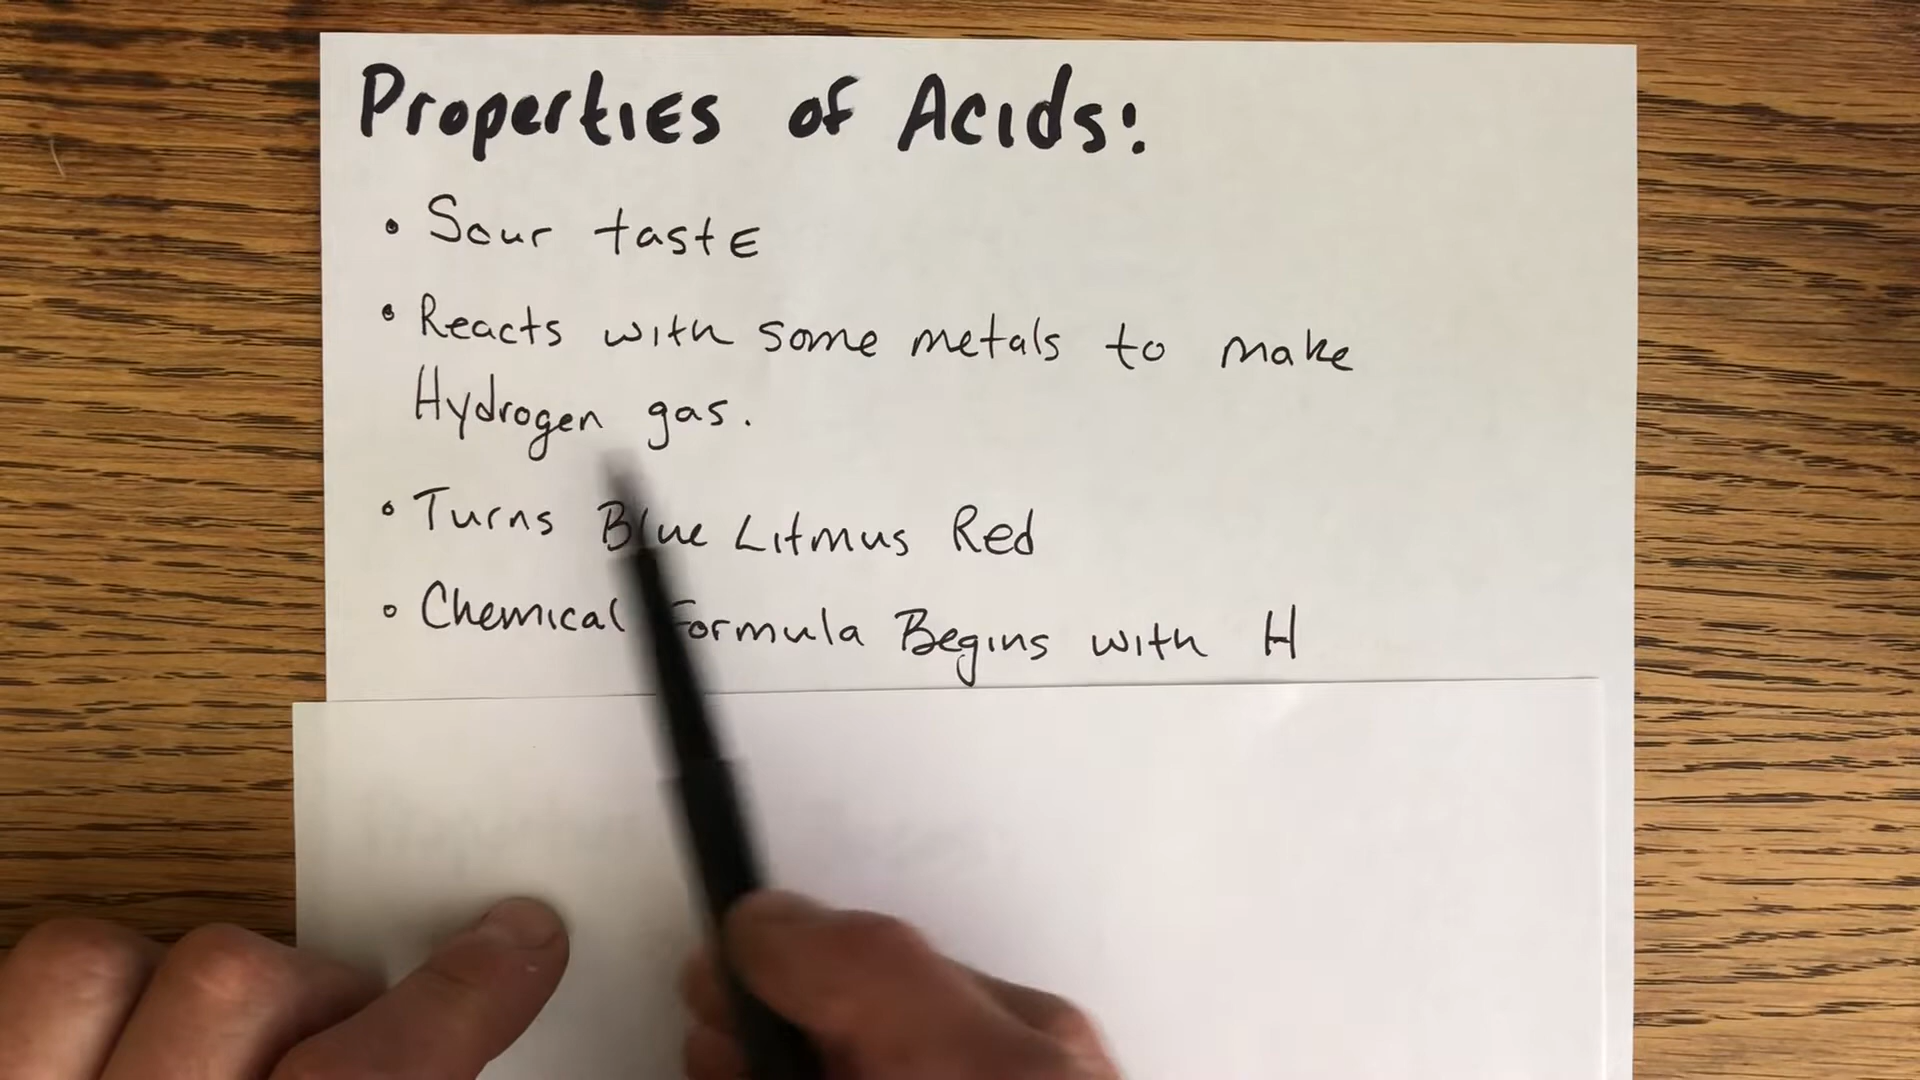 Properties of Acids:
• Sour taste
• Reacts with some metals to make
Hydrogen gas.
• Turns Blue Litmus Red
• Chemical Formula Begins with H